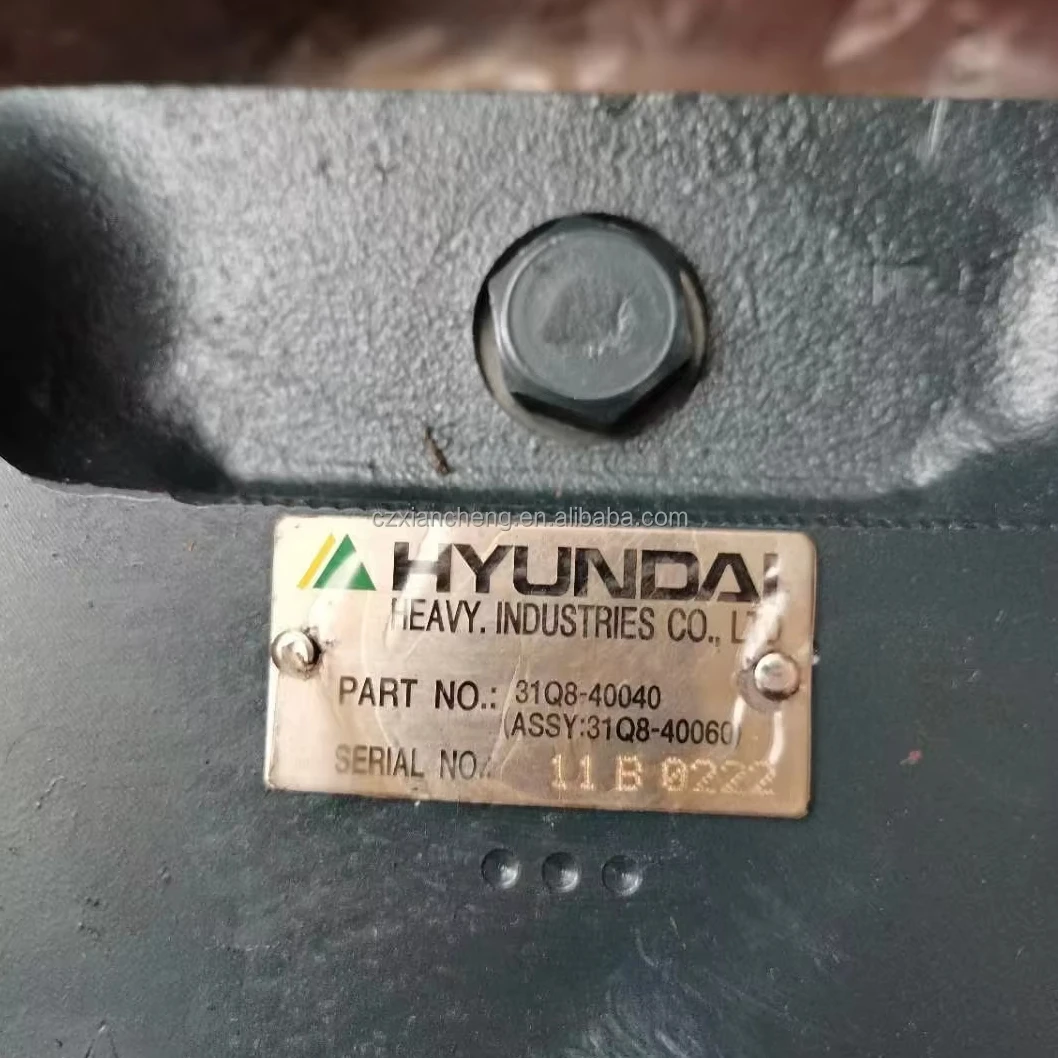 czxiancheng.en.alibaba.com
HYUNDAI
HEAVY. INDUSTRIES CO., LTD
PART NO.: 31Q8-40040
(ASSY:31Q8-40060)
SERIAL NO.: 11 B 0222